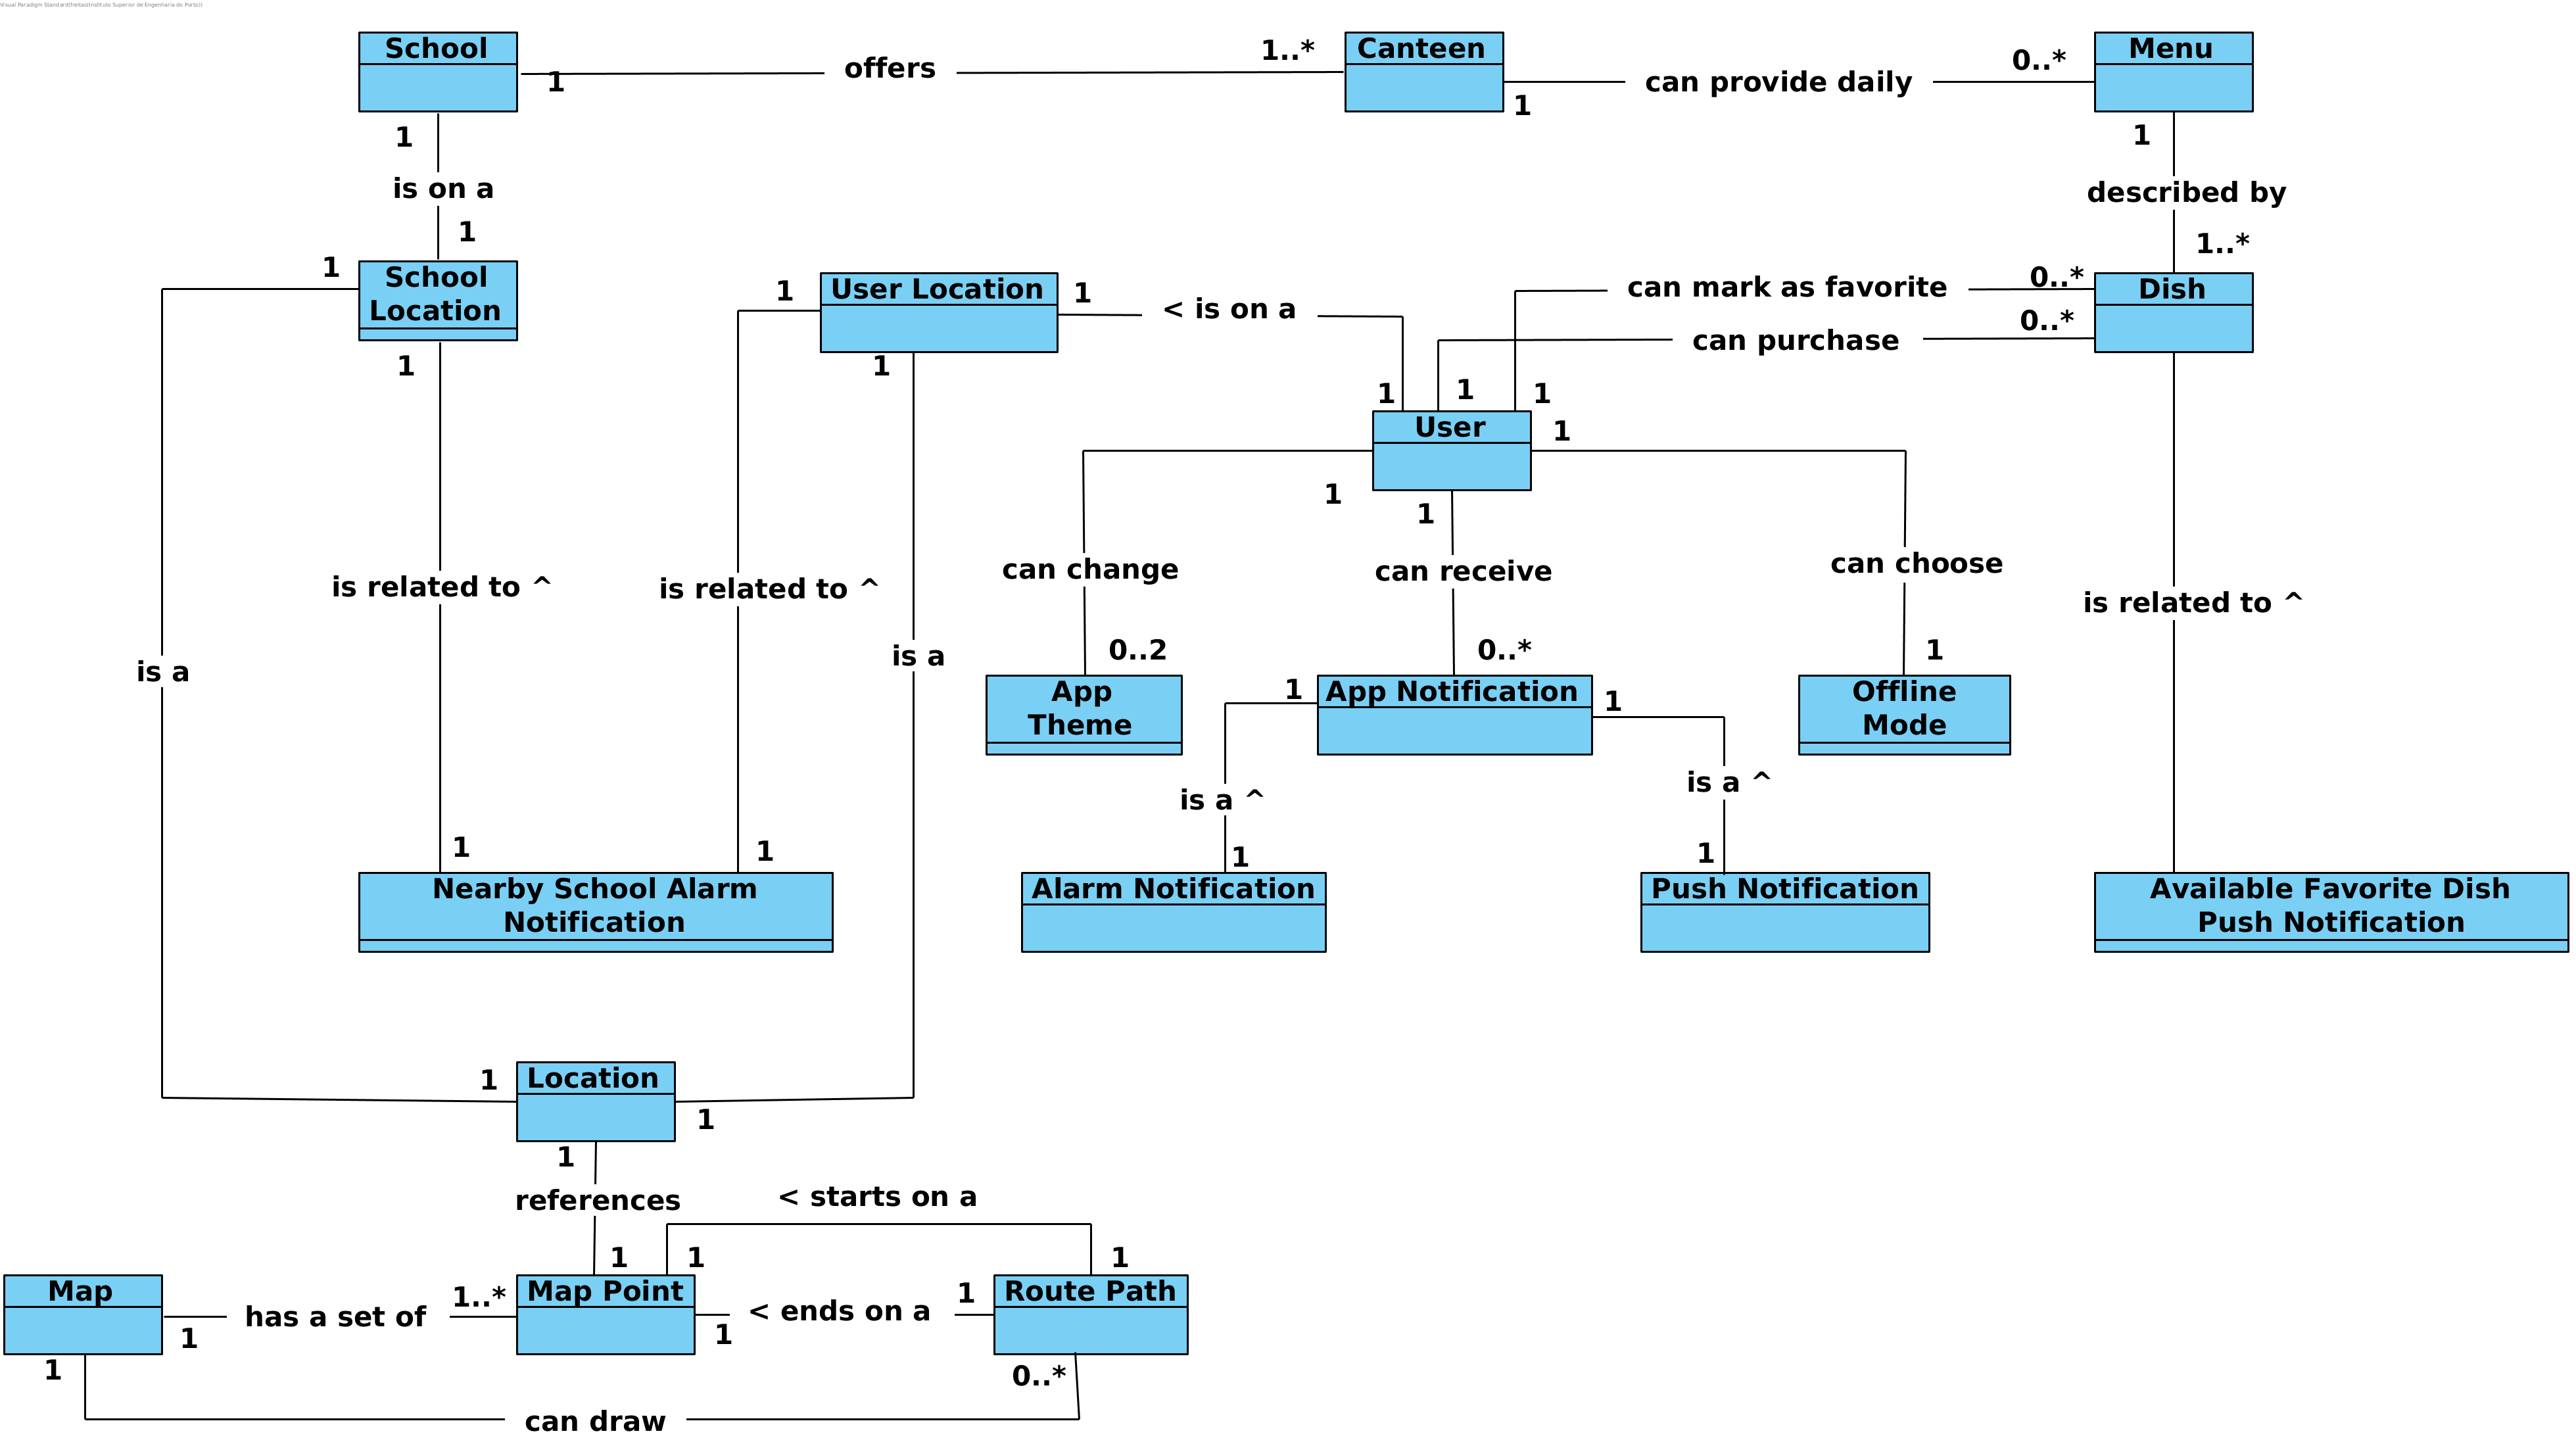 Visual Paradigm Standard(freitas(Instituto Superior de Engenharia do Porto))
School
1
offers
1..*
Canteen
1
can provide daily
0..*
Menu
1
is on a
1
1
described by
1..*
1
School
Location
1
1
User Location
1
1
< is on a
can mark as favorite
0..*
can purchase
0..*
Dish
1
1
1
User
1
1
1
can change
0..2
can receive
0..*
can choose
1
is related to ^
is related to ^
is a
is a
is related to ^
App
Theme
1
App Notification
1
Offline
Mode
is a ^
is a ^
1
1
1
1
Nearby School Alarm
Notification
Alarm Notification
Push Notification
Available Favorite Dish
Push Notification
1
Location
1
1
references
< starts on a
1
1
1
Map
1
has a set of
1..*
Map Point
1
< ends on a
1
Route Path
1
0..*
can draw